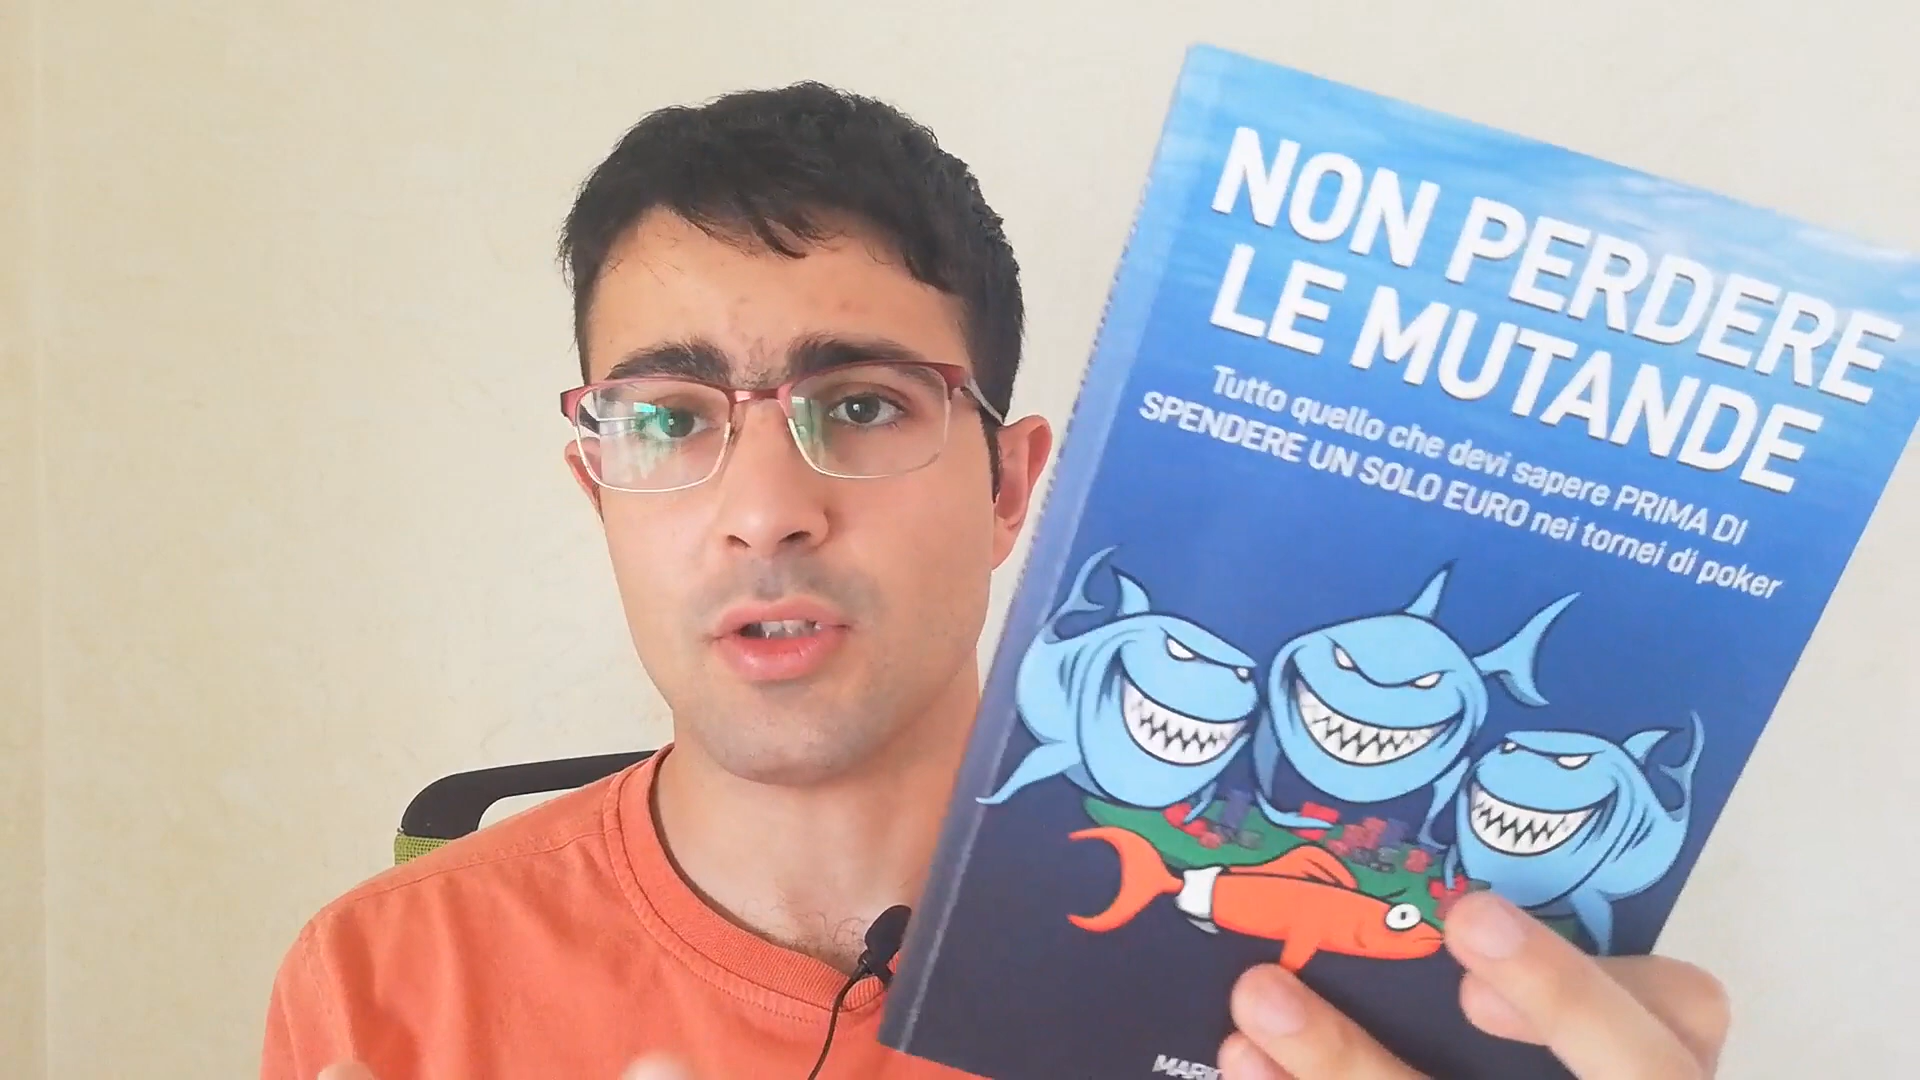 NON PERDERE
LE MUTANDE
Tutto quello che devi sapere PRIMA DI
SPENDERE UN SOLO EURO nei tornei di poker